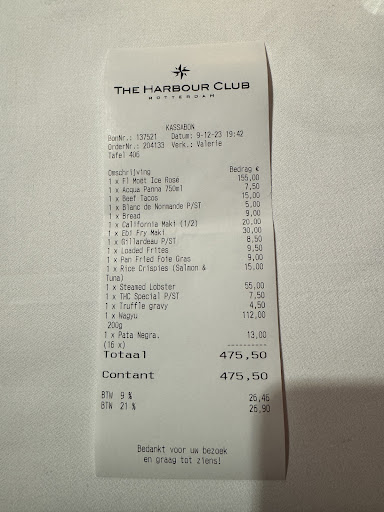 THE HARBOUR CLUB
ROTTERDAM
KASSABON
BonNr.: 137521 Datum: 9-12-23 19:42
OrderNr.: 204133 Verk.: Valerie
Tafel 406
Omschrijving Bedrag €
1 x Fl Moët Ice Rosé 155,00
1 x Acqua Panna 750ml 7,50
1 x Beef Tacos 15,00
1 x Blanc de Normande P/ST 5,00
1 x Bread 9,00
1 x California Maki (1/2) 20,00
1 x Ebi Fry Maki 30,00
1 x Gillardeau P/ST 8,50
1 x Loaded Frites 9,50
1 x Pan Fried Foie Gras 9,00
1 x Rice Crispies (Salmon & 15,00
Tuna)
1 x Steamed Lobster 55,00
1 x THC Special P/ST 7,50
1 x Truffle gravy 4,50
1 x Wagyu 112,00
200g
1 x Pata Negra. 13,00
(16 x)
----------
Totaal 475,50
Contant 475,50
BTW 9 % 26,46
BTW 21 % 26,90
Bedankt voor uw bezoek
en graag tot ziens!